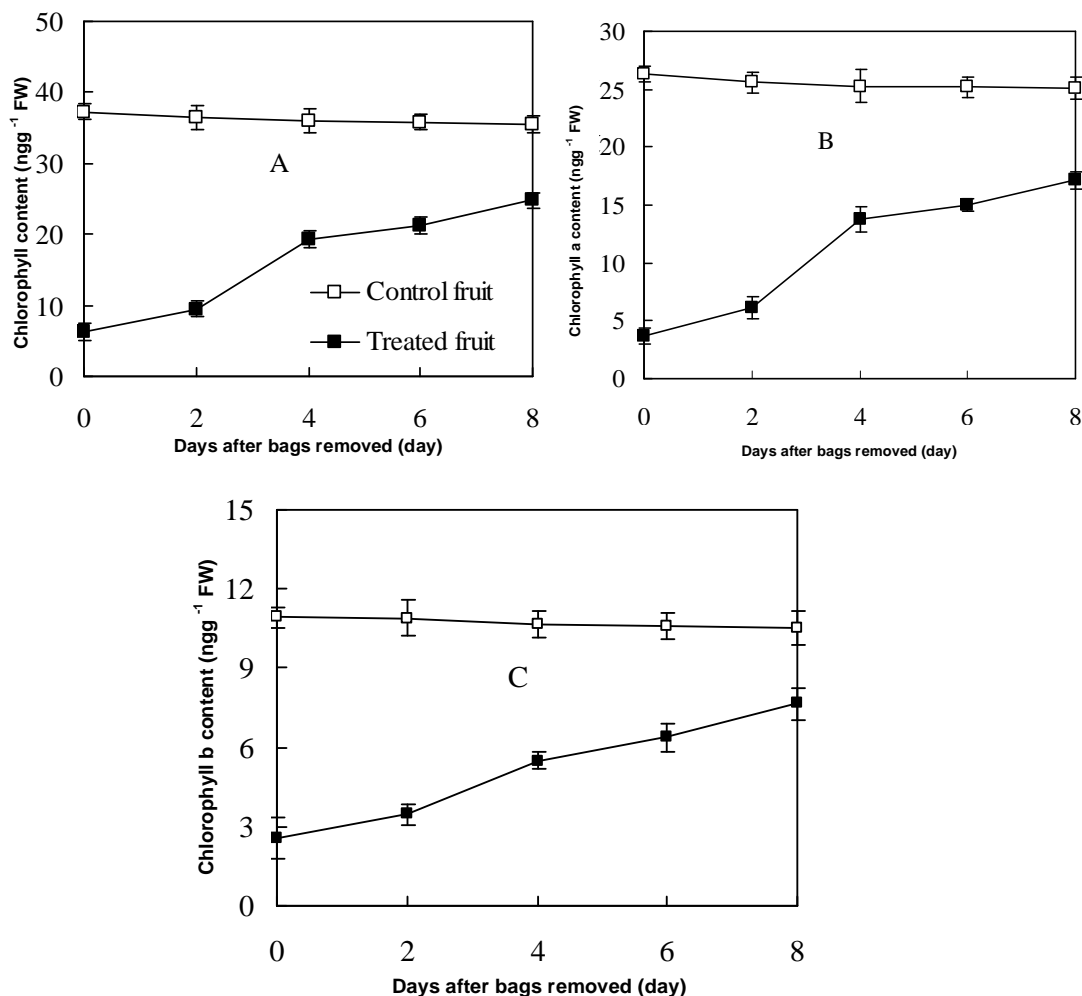 Chlorophyll content (ngg⁻¹ FW)
50
40
30
20
10
0
A
Control fruit
Treated fruit
0 2 4 6 8
Days after bags removed (day)
Chlorophyll a content (ngg⁻¹ FW)
30
25
20
15
10
5
0
B
0 2 4 6 8
Days after bags removed (day)
Chlorophyll b content (ngg⁻¹ FW)
15
12
9
6
3
0
C
0 2 4 6 8
Days after bags removed (day)